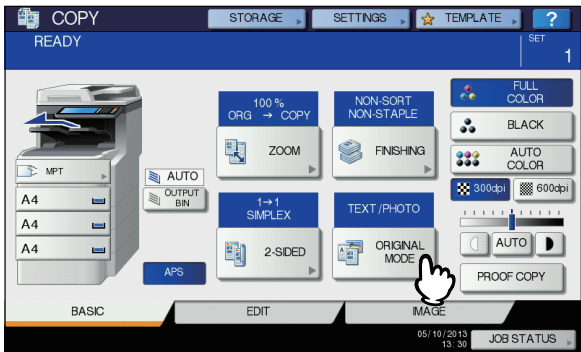 COPY
STORAGE
SETTINGS
TEMPLATE
?
READY
SET
1
100 %
ORG → COPY
ZOOM
NON-SORT
NON-STAPLE
FINISHING
FULL
COLOR
BLACK
AUTO
COLOR
300dpi
600dpi
MPT
A4
A4
A4
AUTO
OUTPUT
BIN
APS
1→1
SIMPLEX
2-SIDED
TEXT/PHOTO
ORIGINAL
MODE
AUTO
PROOF COPY
BASIC
EDIT
IMAGE
05/10/2013
13:30
JOB STATUS